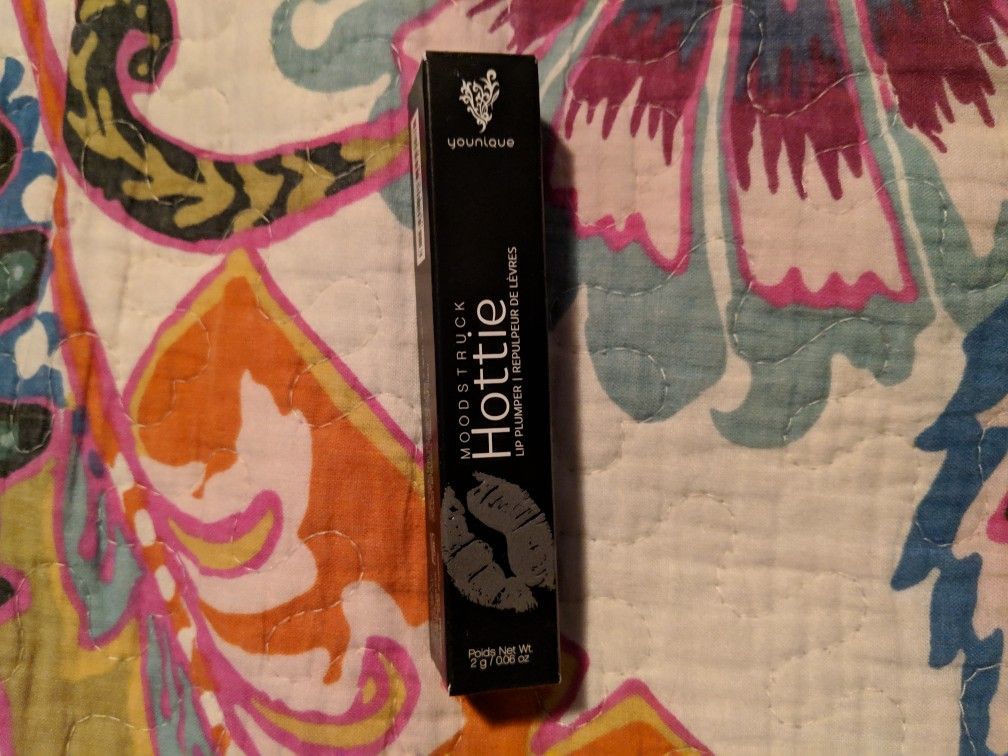 younique
MOODSTRUCK
Hottie
LIP PLUMPER | REPULPEUR DE LÈVRES
Poids Net Wt.
2 g / 0.06 oz